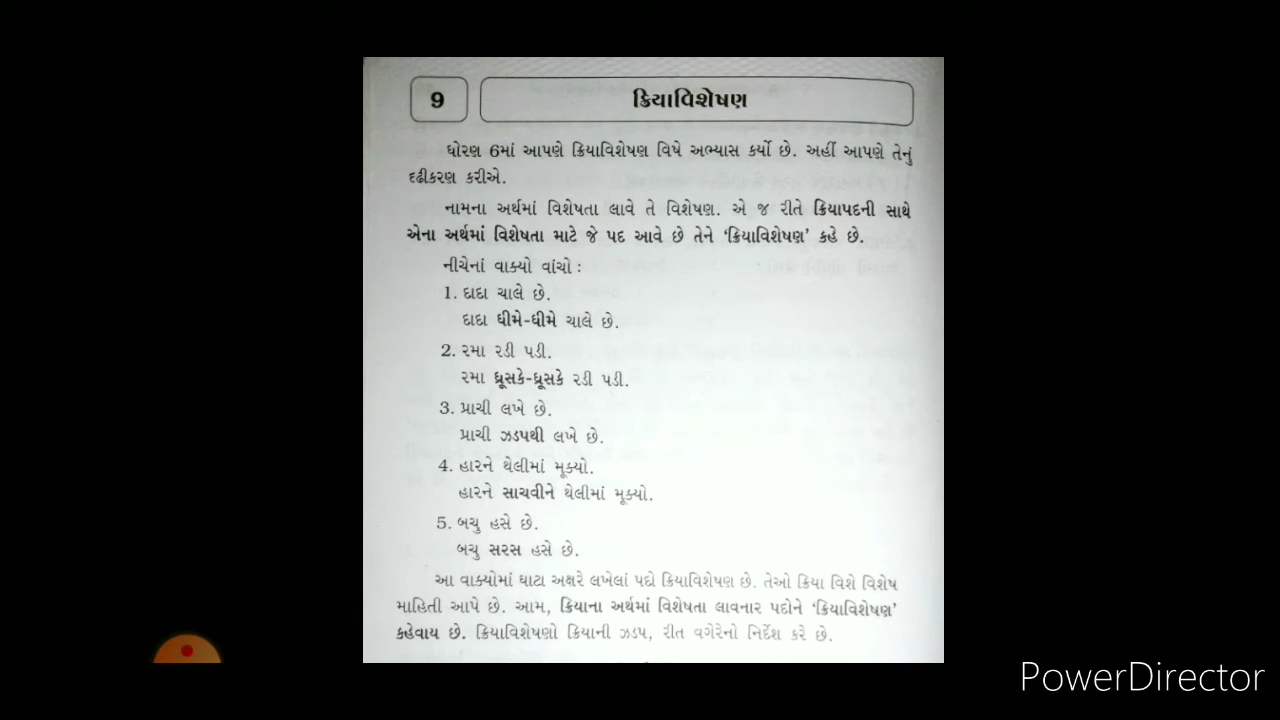 9
ક્રિયાવિશેષણ
ધોરણ 6માં આપણે ક્રિયાવિશેષણ વિષે અભ્યાસ કર્યો છે. અહીં આપણે તેનું
દઢીકરણ કરીએ.
નામના અર્થમાં વિશેષતા લાવે તે વિશેષણ. એ જ રીતે ક્રિયાપદની સાથે
એના અર્થમાં વિશેષતા માટે જે પદ આવે છે તેને ‘ક્રિયાવિશેષણ’ કહે છે.
નીચેનાં વાક્યો વાંચો :
1. દાદા ચાલે છે.
દાદા ધીમે-ધીમે ચાલે છે.
2. રમા રડી પડી.
રમા ધ્રૂસકે-ધ્રૂસકે રડી પડી.
3. પ્રાચી લખે છે.
પ્રાચી ઝડપથી લખે છે.
4. હારને થેલીમાં મૂક્યો.
હારને સાચવીને થેલીમાં મૂક્યો.
5. બચુ હસે છે.
બચુ સરસ હસે છે.
આ વાક્યોમાં ઘાટા અક્ષરે લખેલાં પદો ક્રિયાવિશેષણ છે. તેઓ ક્રિયા વિશે વિશેષ
માહિતી આપે છે. આમ, ક્રિયાના અર્થમાં વિશેષતા લાવનાર પદોને ‘ક્રિયાવિશેષણ’
કહેવાય છે. ક્રિયાવિશેષણો ક્રિયાની ઝડપ, રીત વગેરેનો નિર્દેશ કરે છે.
PowerDirector